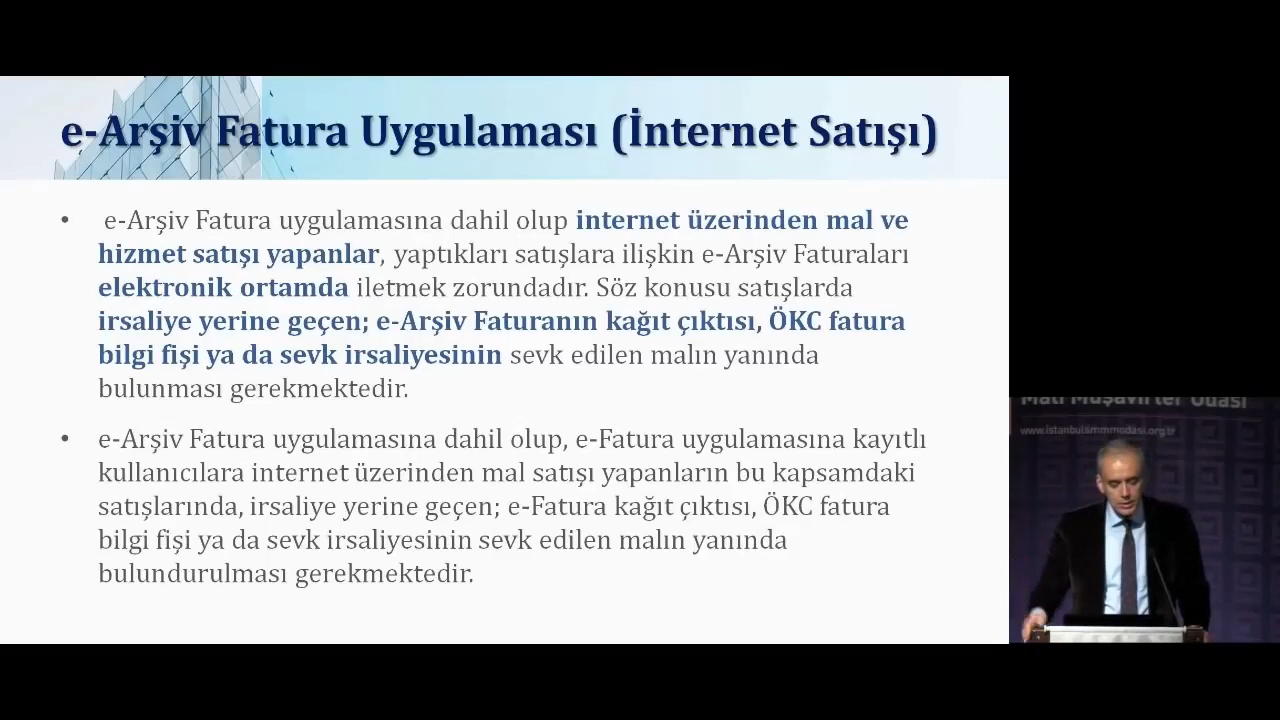 e-Arşiv Fatura Uygulaması (İnternet Satışı)
• e-Arşiv Fatura uygulamasına dahil olup internet üzerinden mal ve
hizmet satışı yapanlar, yaptıkları satışlara ilişkin e-Arşiv Faturaları
elektronik ortamda iletmek zorundadır. Söz konusu satışlarda
irsaliye yerine geçen; e-Arşiv Faturanın kağıt çıktısı, ÖKC fatura
bilgi fişi ya da sevk irsaliyesinin sevk edilen malın yanında
bulunması gerekmektedir.
• e-Arşiv Fatura uygulamasına dahil olup, e-Fatura uygulamasına kayıtlı
kullanıcılara internet üzerinden mal satışı yapanların bu kapsamdaki
satışlarında, irsaliye yerine geçen; e-Fatura kağıt çıktısı, ÖKC fatura
bilgi fişi ya da sevk irsaliyesinin sevk edilen malın yanında
bulundurulması gerekmektedir.
Mali Müşavirler Odası
www.istanbulsmmmodasi.org.tr